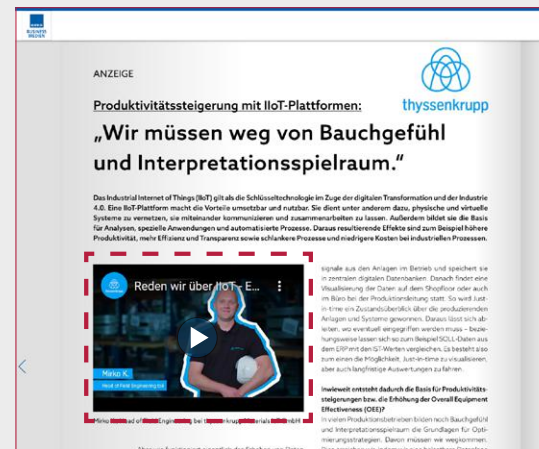 ANZEIGE
thyssenkrupp
Produktivitätssteigerung mit IIoT-Plattformen:
„Wir müssen weg von Bauchgefühl
und Interpretationsspielraum.“
Das Industrial Internet of Things (IIoT) gilt als die Schlüsseltechnologie im Zuge der digitalen Transformation und der Industrie
4.0. Eine IIoT-Plattform macht die Vorteile umsetzbar und nutzbar. Sie dient unter anderem dazu, physische und virtuelle
Systeme zu vernetzen, sie miteinander kommunizieren und zusammenarbeiten zu lassen. Außerdem bildet sie die Basis
für Analysen, spezielle Anwendungen und automatisierte Prozesse. Daraus resultierende Effekte sind zum Beispiel höhere
Produktivität, mehr Effizienz und Transparenz sowie schlankere Prozesse und niedrigere Kosten bei industriellen Prozessen.
Reden wir über IIoT - E...
Mirko K.
Head of Field Engineering
signale aus den Anlagen im Betrieb und speichert sie
in zentralen digitalen Datenbanken. Danach findet eine
Visualisierung der Daten auf dem Shopfloor oder auch
im Büro bei der Produktionsleitung statt. So wird Just-
in-time ein Zustandsüberblick über die produzierenden
Anlagen und Systeme gewonnen. Daraus lässt sich ab-
leiten, wo eventuell eingegriffen werden muss – bezie-
hungsweise lassen sich so zum Beispiel SOLL-Daten aus
dem ERP mit den IST-Werten vergleichen. Es besteht also
zum einen die Möglichkeit, Just-in-time zu visualisieren,
aber auch langfristige Auswertungen zu fahren.
Inwieweit entsteht dadurch die Basis für Produktivitäts-
steigerungen bzw. die Erhöhung der Overall Equipment
Effectiveness (OEE)?
In vielen Produktionsbetrieben bilden noch Bauchgefühl
und Interpretationsspielraum die Grundlagen für Opti-
mierungsstrategien. Davon müssen wir wegkommen.